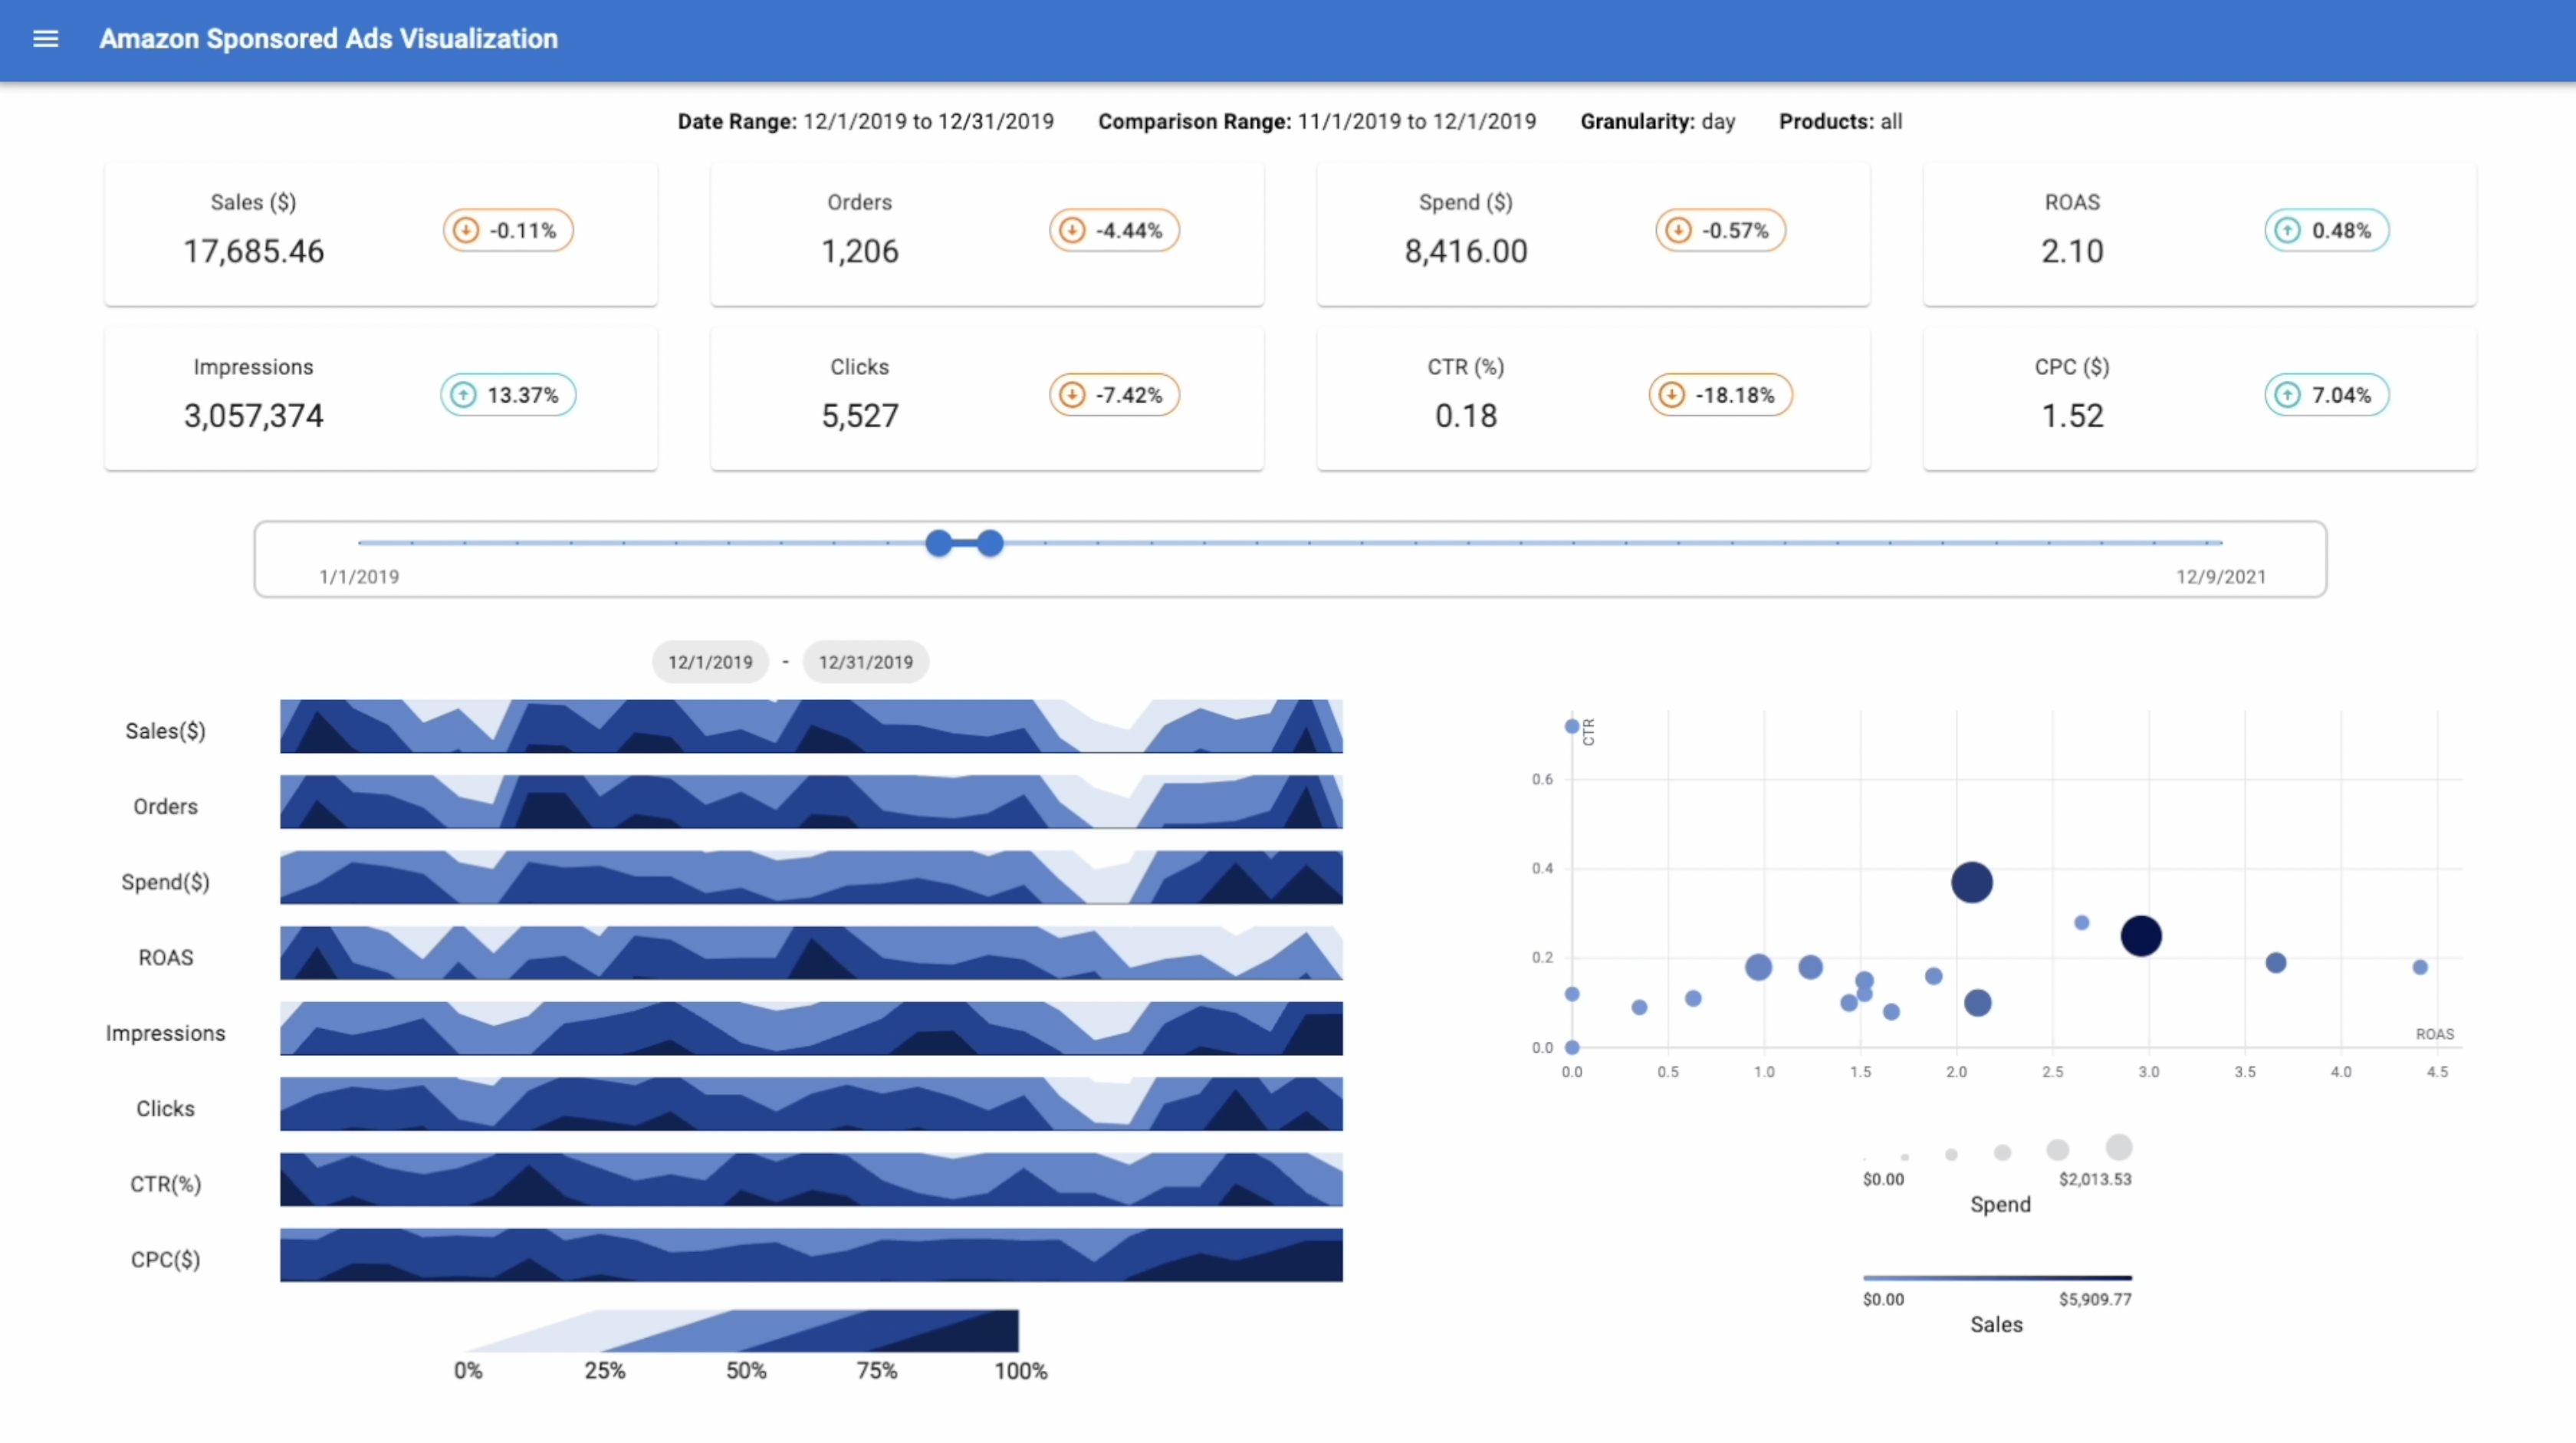 Amazon Sponsored Ads Visualization
Date Range: 12/1/2019 to 12/31/2019 Comparison Range: 11/1/2019 to 12/1/2019 Granularity: day Products: all
Sales ($)
17,685.46
-0.11%
Orders
1,206
-4.44%
Spend ($)
8,416.00
-0.57%
ROAS
2.10
0.48%
Impressions
3,057,374
13.37%
Clicks
5,527
-7.42%
CTR (%)
0.18
-18.18%
CPC ($)
1.52
7.04%
1/1/2019
12/9/2021
12/1/2019 - 12/31/2019
Sales($)
Orders
Spend($)
ROAS
Impressions
Clicks
CTR(%)
CPC($)
0% 25% 50% 75% 100%
CTR
0.6
0.4
0.2
0.0
ROAS
0.0 0.5 1.0 1.5 2.0 2.5 3.0 3.5 4.0 4.5
$0.00 $2,013.53
Spend
$0.00 $5,909.77
Sales